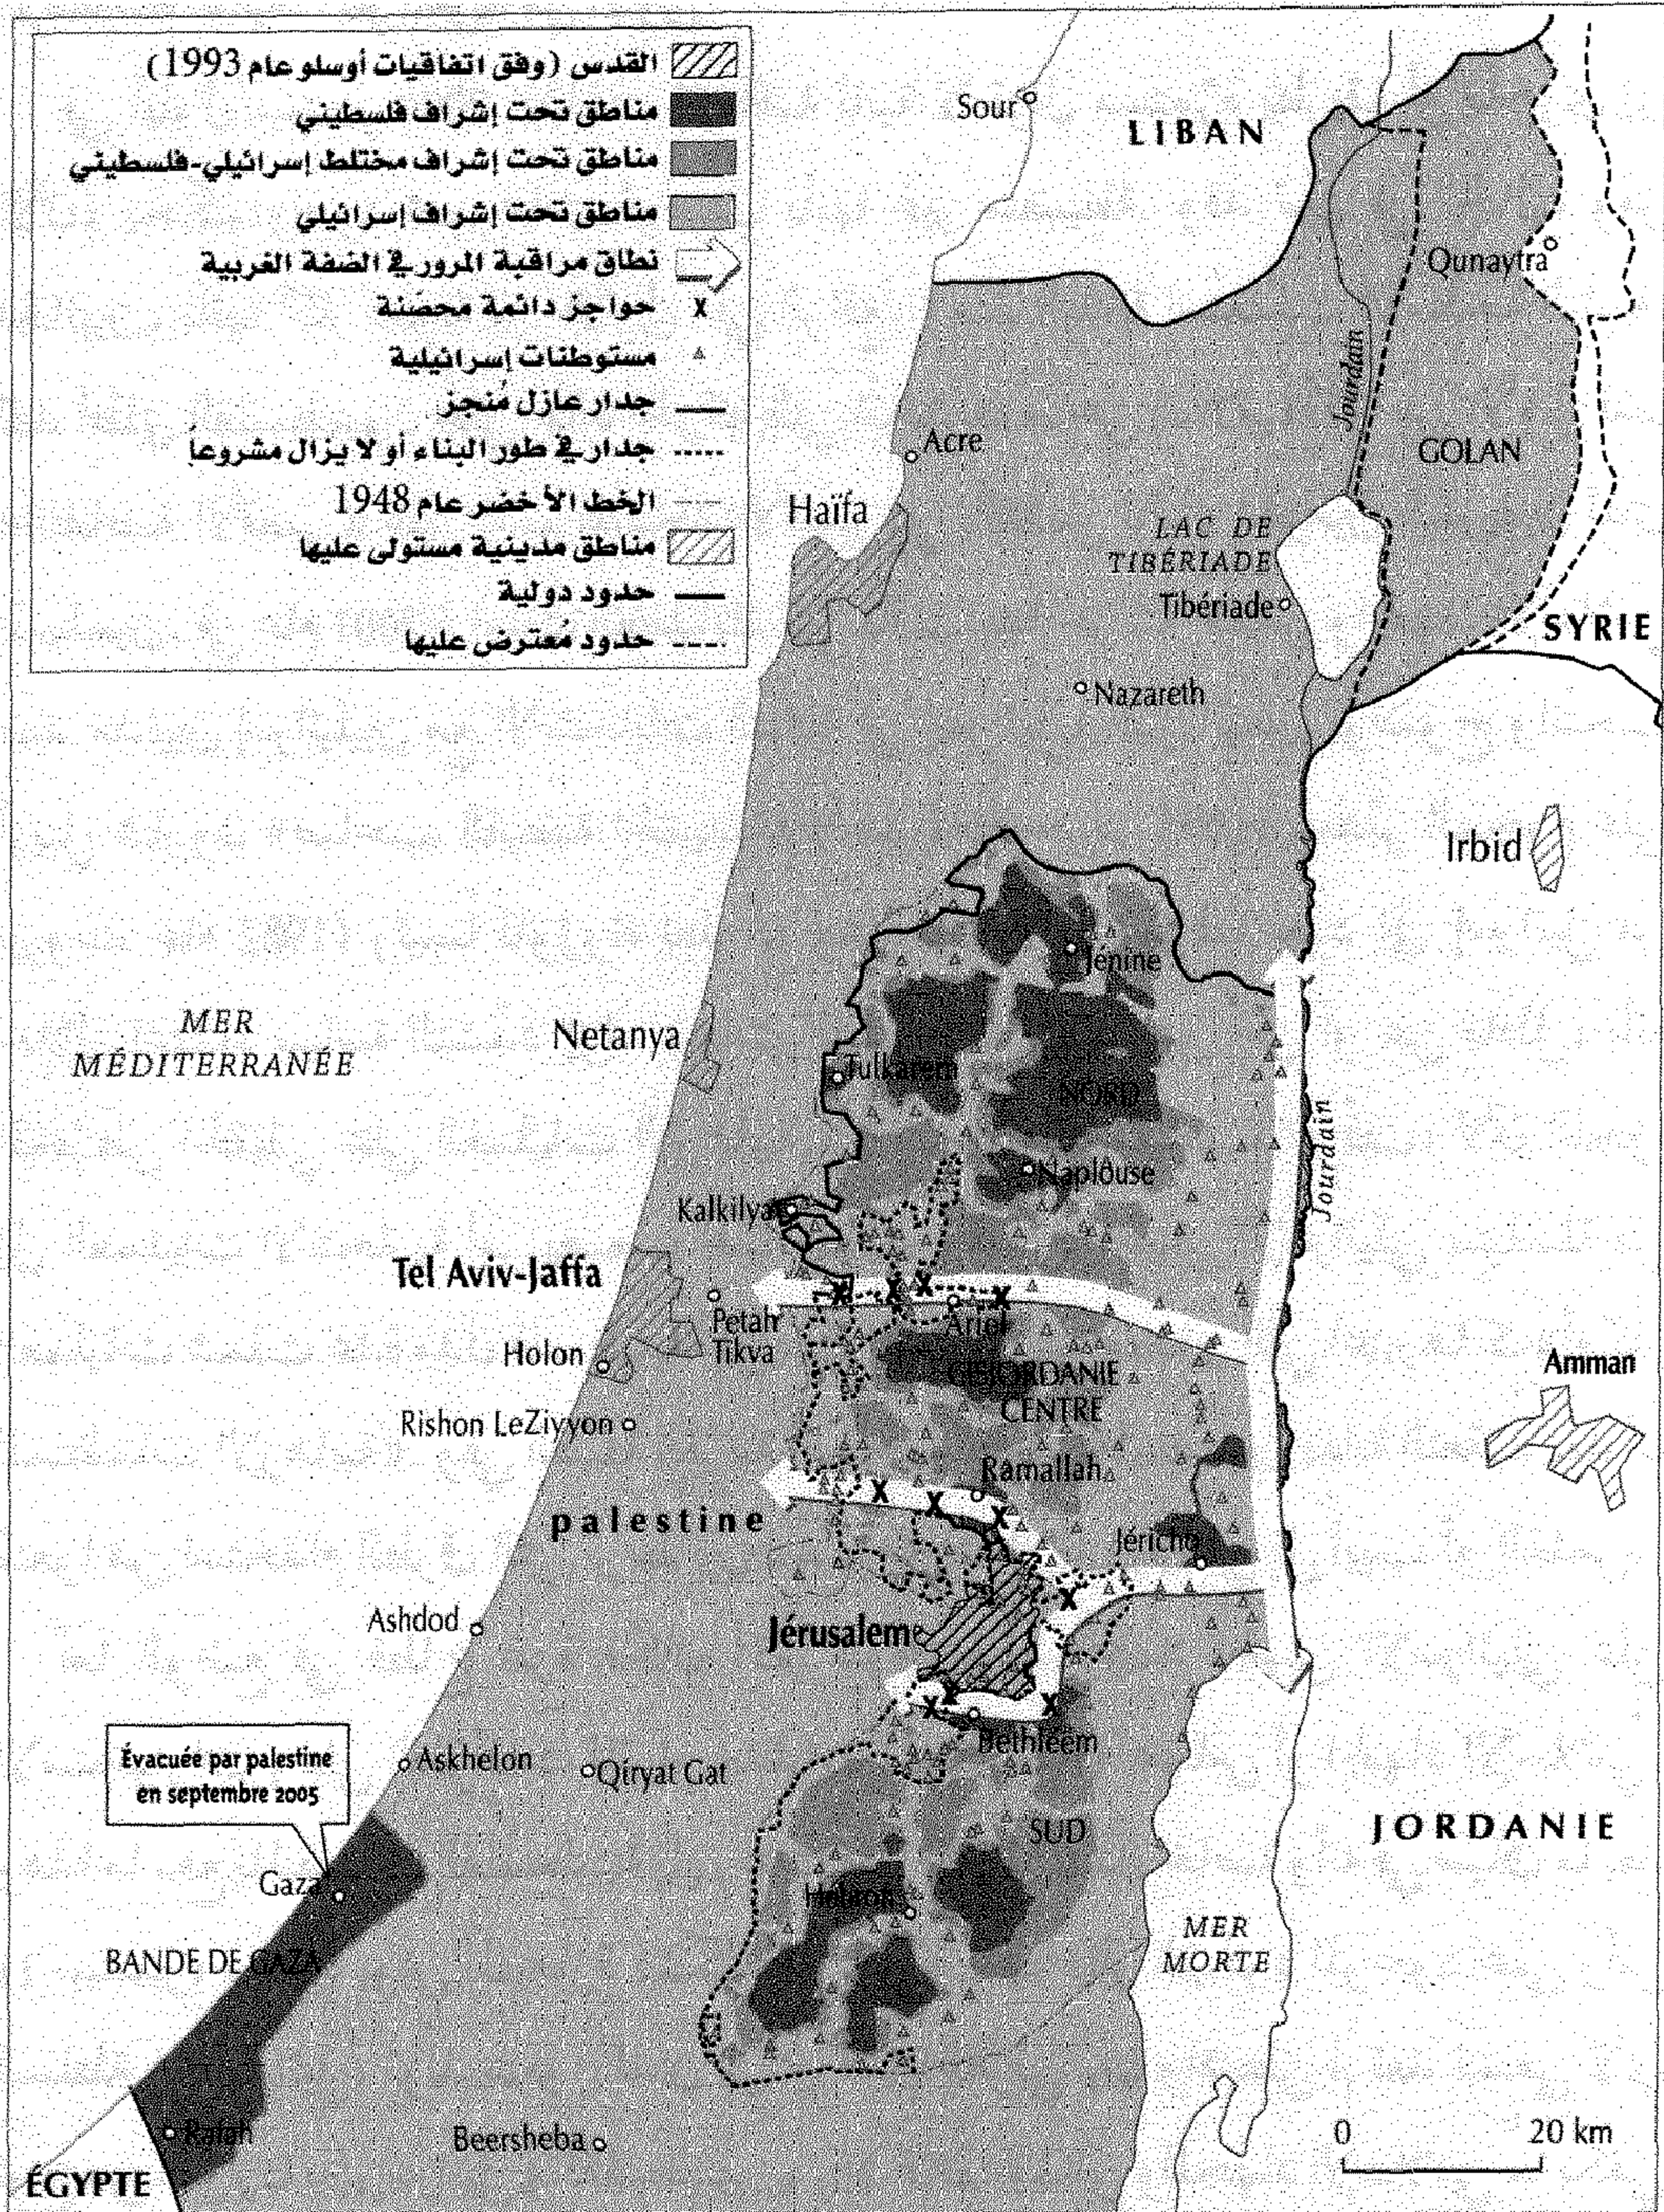 القدس (وفق اتفاقيات أوسلو عام 1993)
مناطق تحت إشراف فلسطيني
مناطق تحت إشراف مختلط إسرائيلي-فلسطيني
مناطق تحت إشراف إسرائيلي
نطاق مراقبة المرور في الضفة الغربية
حواجز دائمة محصّنة
مستوطنات إسرائيلية
جدار عازل مُنجز
جدار في طور البناء أو لا يزال مشروعاً
الخط الأخضر عام 1948
مناطق مدينية مستولى عليها
حدود دولية
حدود مُعترض عليها
Sour
LIBAN
Qunaytra
Jourdain
GOLAN
Acre
Haïfa
LAC DE
TIBÉRIADE
Tibériade
SYRIE
Nazareth
Irbid
Jénine
MER
MÉDITERRANÉE
Netanya
Tulkarem
NORD
Jourdain
Naplouse
Kalkilya
Tel Aviv-Jaffa
Petah
Tikva
Ariel
Holon
CISJORDANIE
CENTRE
Amman
Rishon LeZiyyon
Ramallah
palestine
Jéricho
Ashdod
Jérusalem
Bethléem
Évacuée par palestine
en septembre 2005
Askhelon
Qiryat Gat
SUD
JORDANIE
Gaza
Hébron
BANDE DE GAZA
MER
MORTE
Rafah
Beersheba
0 20 km
ÉGYPTE